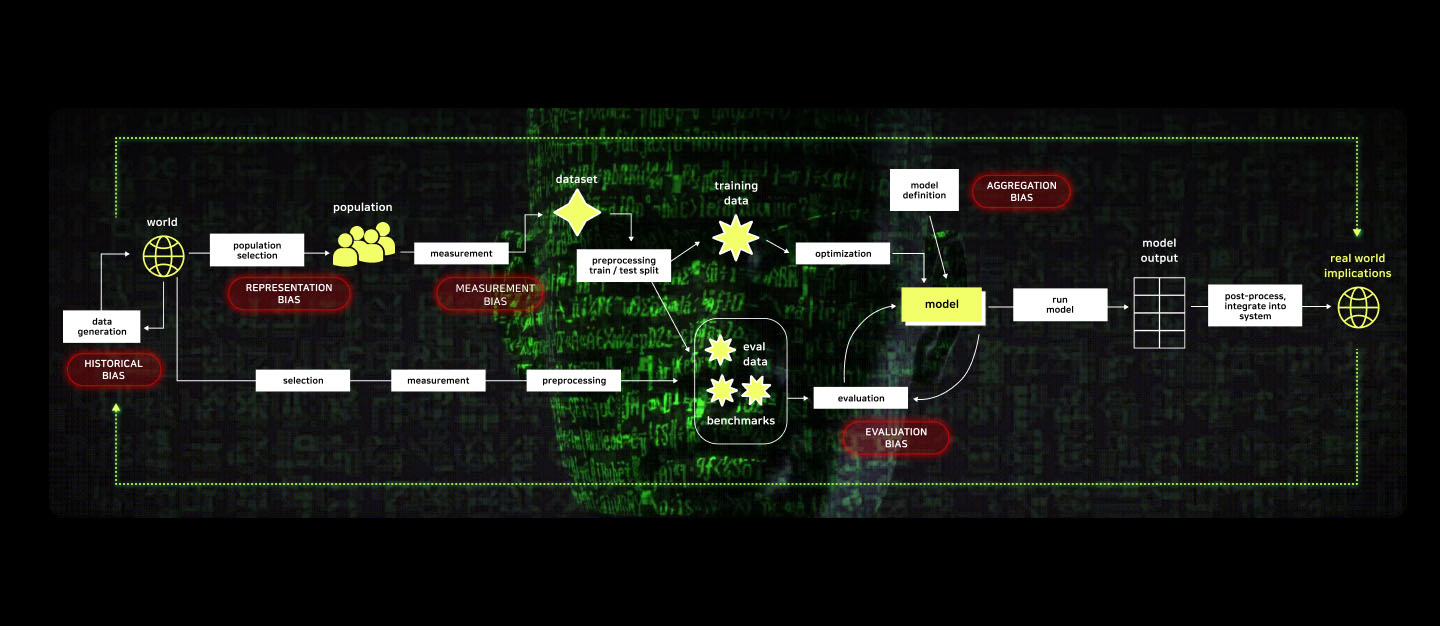 world
population
selection
REPRESENTATION
BIAS
population
measurement
MEASUREMENT
BIAS
data
generation
HISTORICAL
BIAS
dataset
preprocessing
train / test split
training
data
optimization
model
definition
AGGREGATION
BIAS
selection
measurement
preprocessing
eval
data
benchmarks
evaluation
EVALUATION
BIAS
model
run
model
model
output
post-process,
integrate into
system
real world
implications